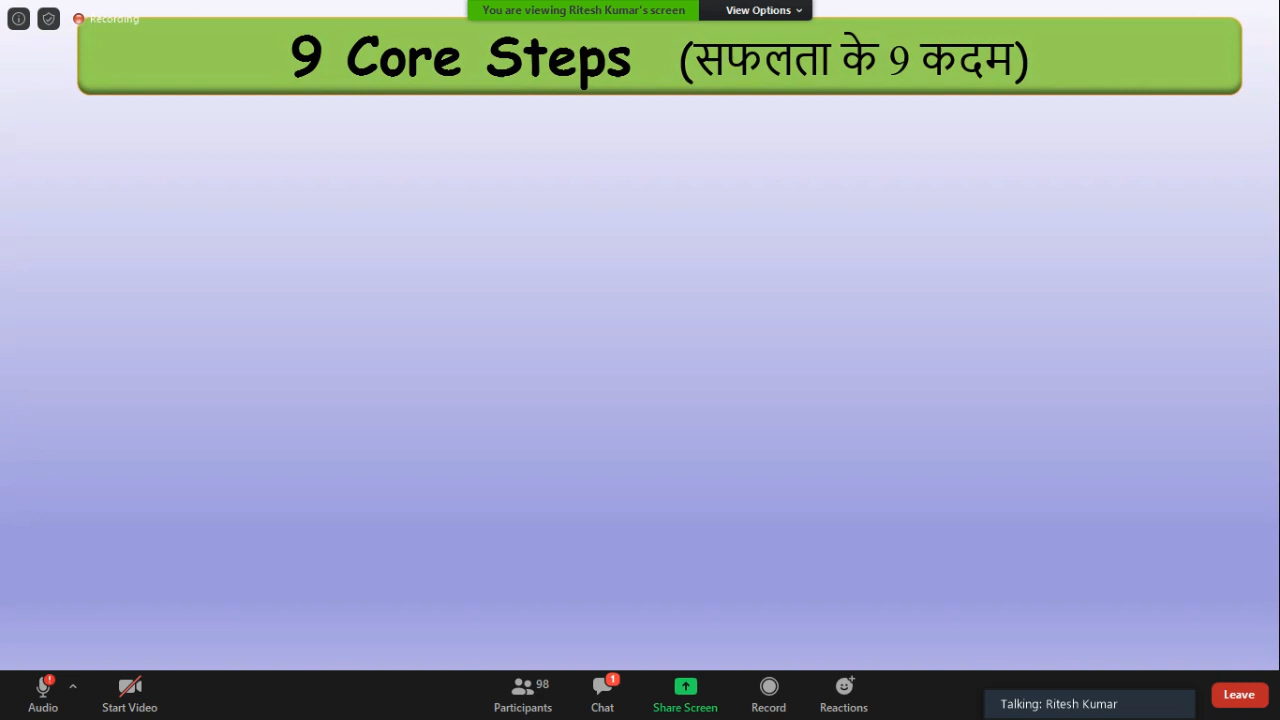 You are viewing Ritesh Kumar's screen
View Options
Recording
9 Core Steps (सफलता के 9 कदम)
98
1
Audio
Start Video
Participants
Chat
Share Screen
Record
Reactions
Talking: Ritesh Kumar
Leave